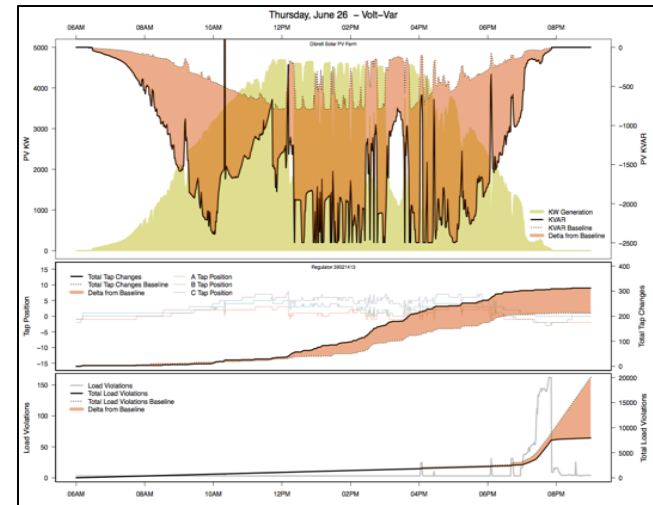 Thursday, June 26 - Volt-Var
06AM 08AM 10AM 12PM 02PM 04PM 06PM 08PM
Dibrell Solar PV Farm
PV KW
5000
4000
3000
2000
1000
0
PV KVAR
0
-500
-1000
-1500
-2000
-2500
KW Generation
KVAR
KVAR Baseline
Delta from Baseline
Regulator 39021413
Tap Position
15
10
5
0
-5
-10
-15
Total Tap Changes
400
300
200
100
0
Total Tap Changes
Total Tap Changes Baseline
Delta from Baseline
A Tap Position
B Tap Position
C Tap Position
Load Violations
150
100
50
0
Total Load Violations
20000
15000
10000
5000
0
Load Violations
Total Load Violations
Total Load Violations Baseline
Delta from Baseline
06AM 08AM 10AM 12PM 02PM 04PM 06PM 08PM